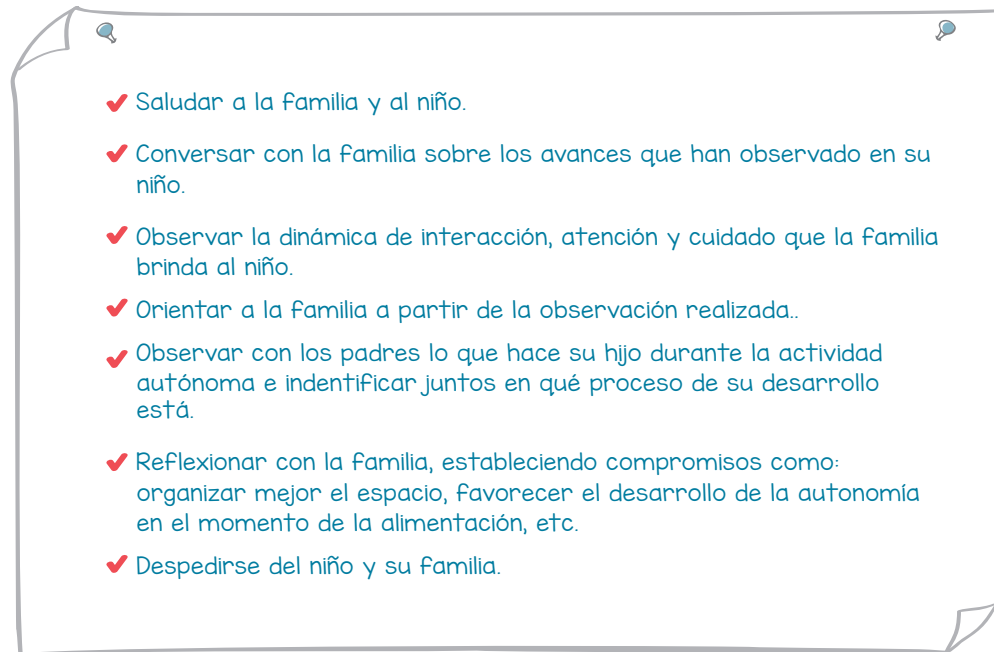 Saludar a la familia y al niño.
Conversar con la familia sobre los avances que han observado en su
niño.
Observar la dinámica de interacción, atención y cuidado que la familia
brinda al niño.
Orientar a la familia a partir de la observación realizada..
Observar con los padres lo que hace su hijo durante la actividad
autónoma e indentificar juntos en qué proceso de su desarrollo
está.
Reflexionar con la familia, estableciendo compromisos como:
organizar mejor el espacio, favorecer el desarrollo de la autonomía
en el momento de la alimentación, etc.
Despedirse del niño y su familia.